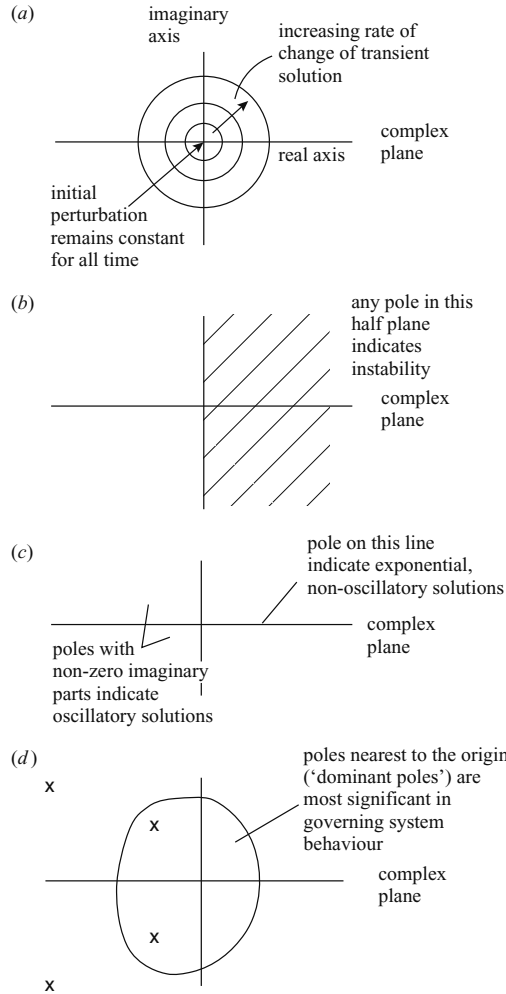 (a)
imaginary
axis
increasing rate of
change of transient
solution
complex
plane
real axis
initial
perturbation
remains constant
for all time
(b)
any pole in this
half plane
indicates
instability
complex
plane
(c)
pole on this line
indicate exponential,
non-oscillatory solutions
complex
plane
poles with
non-zero imaginary
parts indicate
oscillatory solutions
(d)
poles nearest to the origin
(‘dominant poles’) are
most significant in
governing system
behaviour
x
x
complex
plane
x
x